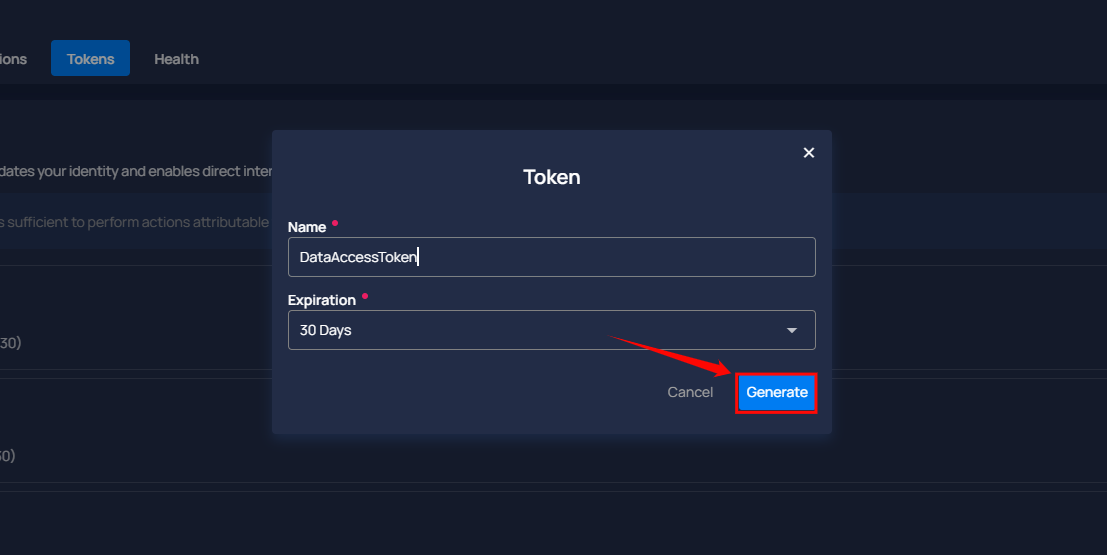 ions Tokens Health
Token
dates your identity and enables direct inter
Name
s sufficient to perform actions attributable
DataAccessToken
Expiration
30 Days
30)
Cancel Generate
30)